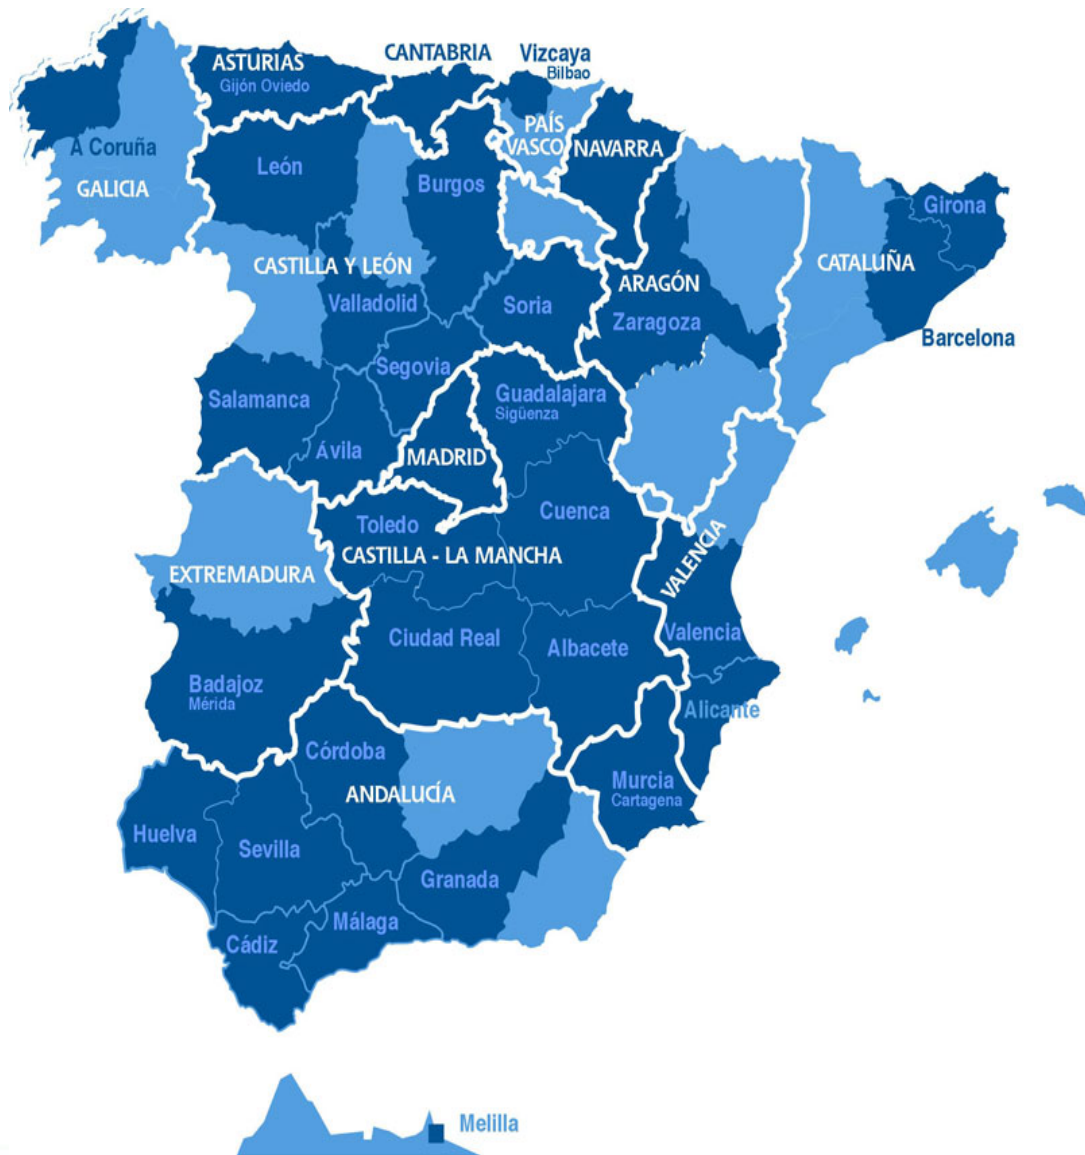 CANTABRIA
Vizcaya
Bilbao
ASTURIAS
Gijón Oviedo
PAÍS
VASCO
NAVARRA
A Coruña
GALICIA
León
Burgos
Girona
CASTILLA Y LEÓN
CATALUÑA
ARAGÓN
Valladolid
Soria
Zaragoza
Barcelona
Segovia
Salamanca
Guadalajara
Sigüenza
Ávila
MADRID
Toledo
Cuenca
CASTILLA - LA MANCHA
VALENCIA
EXTREMADURA
Ciudad Real
Albacete
Valencia
Badajoz
Mérida
Alicante
Córdoba
ANDALUCÍA
Murcia
Cartagena
Huelva
Sevilla
Granada
Málaga
Cádiz
Melilla